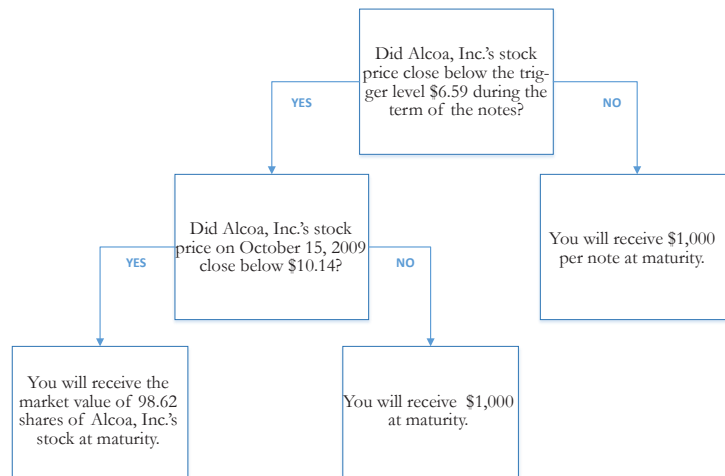 Did Alcoa, Inc.'s stock
price close below the trig-
ger level $6.59 during the
term of the notes?
YES
NO
Did Alcoa, Inc.'s stock
price on October 15, 2009
close below $10.14?
You will receive $1,000
per note at maturity.
YES
NO
You will receive the
market value of 98.62
shares of Alcoa, Inc.'s
stock at maturity.
You will receive $1,000
at maturity.